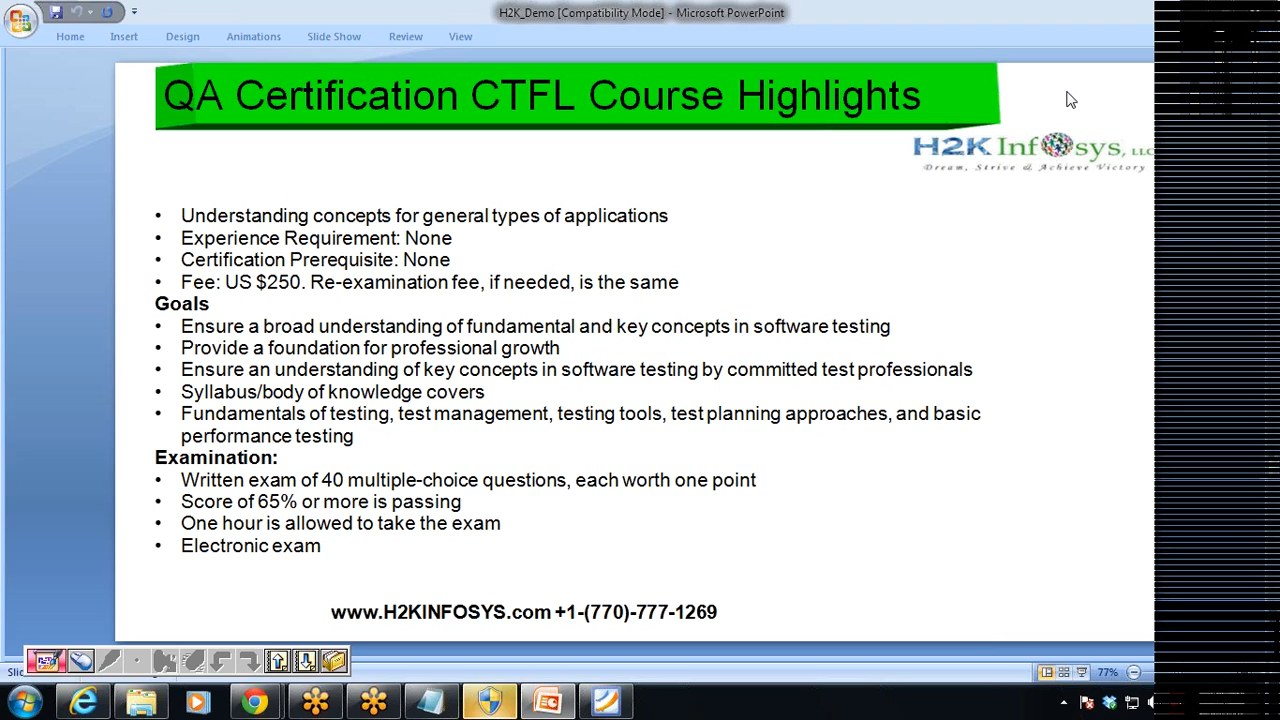 H2K_Demo [Compatibility Mode] - Microsoft PowerPoint
Home Insert Design Animations Slide Show Review View
QA Certification CTFL Course Highlights
H2K Infosys, LLC
Dream, Strive & Achieve Victory
• Understanding concepts for general types of applications
• Experience Requirement: None
• Certification Prerequisite: None
• Fee: US $250. Re-examination fee, if needed, is the same
Goals
• Ensure a broad understanding of fundamental and key concepts in software testing
• Provide a foundation for professional growth
• Ensure an understanding of key concepts in software testing by committed test professionals
• Syllabus/body of knowledge covers
• Fundamentals of testing, test management, testing tools, test planning approaches, and basic
performance testing
Examination:
• Written exam of 40 multiple-choice questions, each worth one point
• Score of 65% or more is passing
• One hour is allowed to take the exam
• Electronic exam
www.H2KINFOSYS.com +1-(770)-777-1269
77%